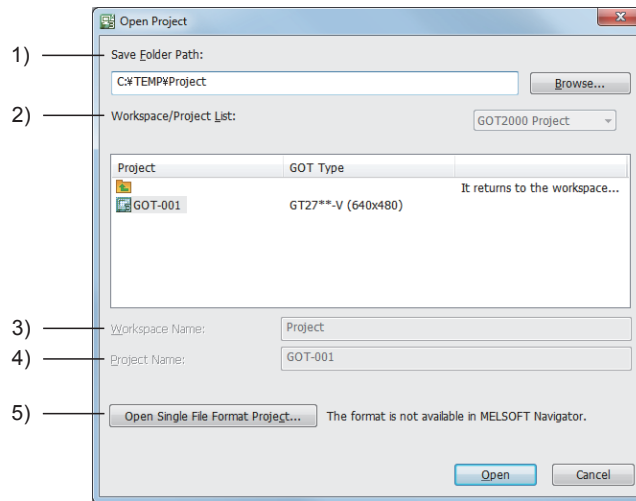 Open Project
1)
Save Folder Path:
C:¥TEMP¥Project
Browse...
2)
Workspace/Project List:
GOT2000 Project
Project GOT Type
It returns to the workspace...
GOT-001 GT27**-V (640x480)
3)
Workspace Name: Project
4)
Project Name: GOT-001
5)
Open Single File Format Project... The format is not available in MELSOFT Navigator.
Open Cancel